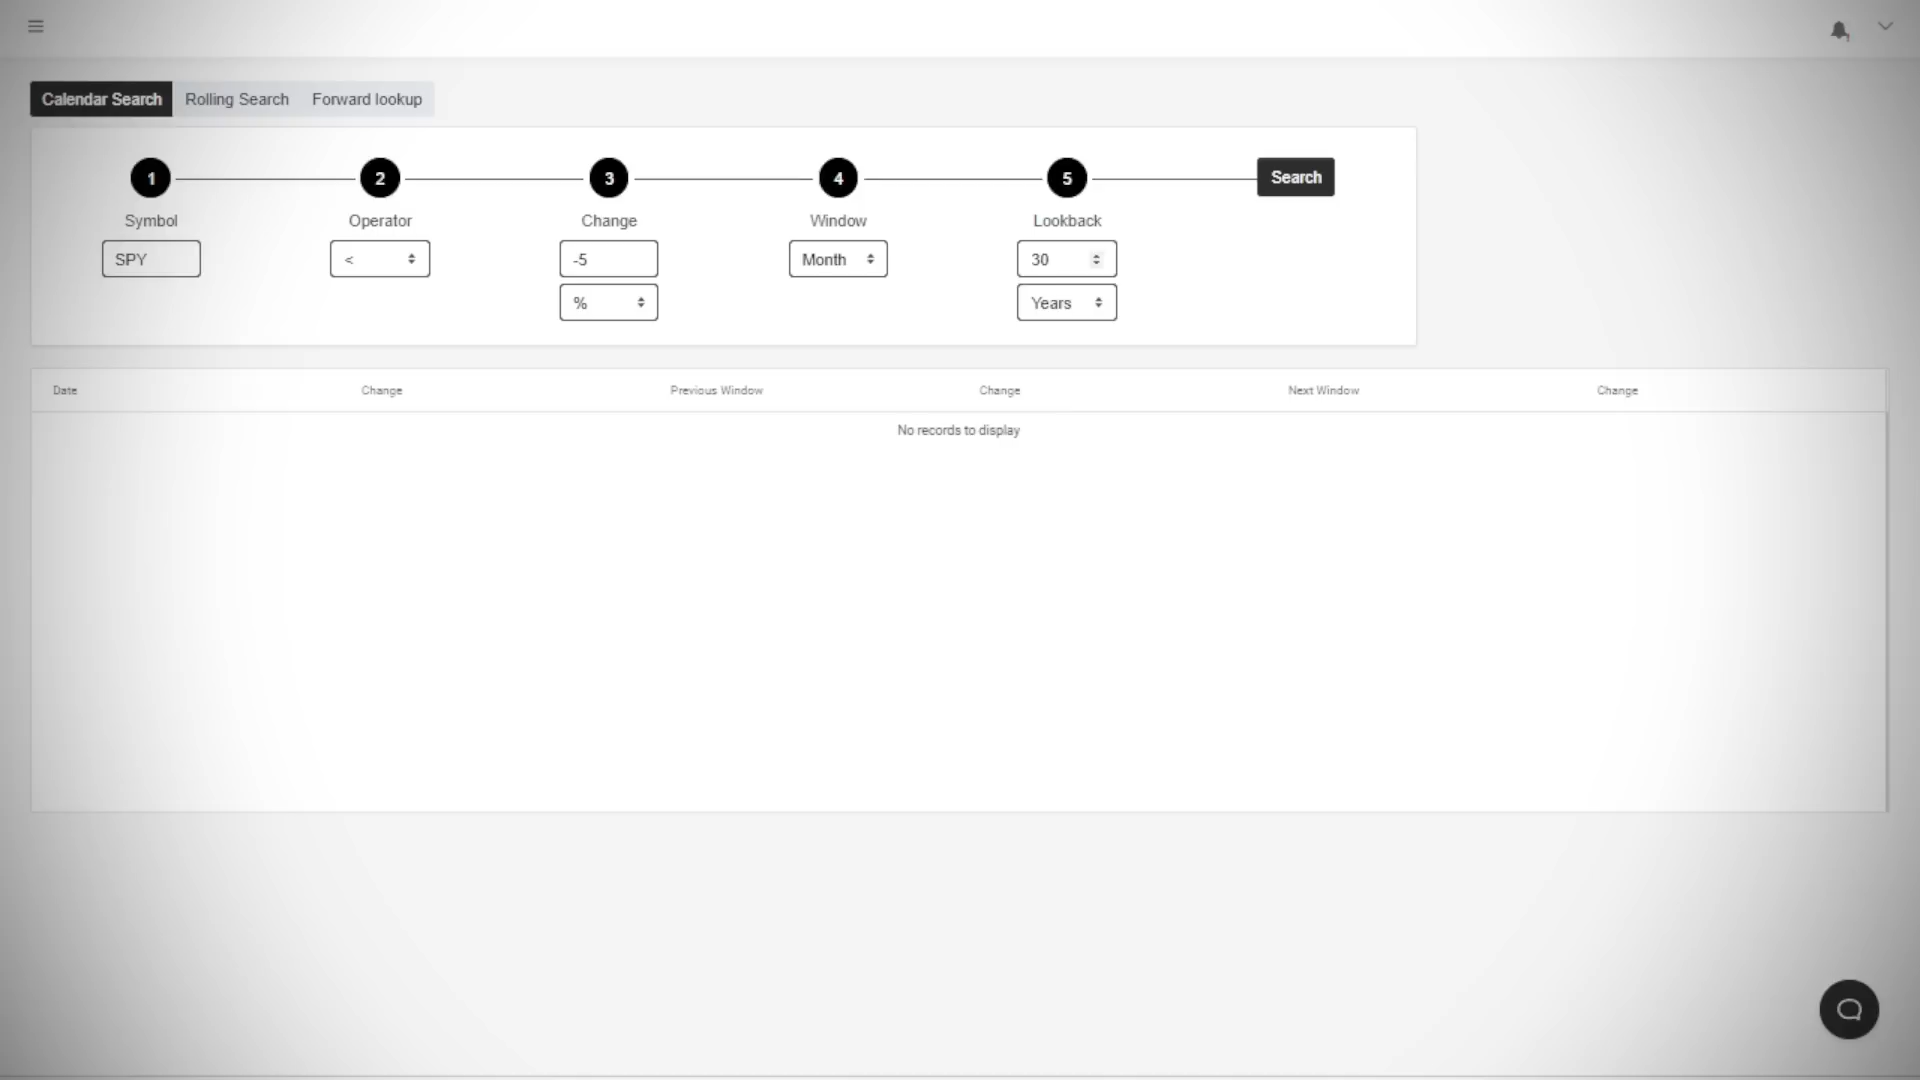 Calendar Search Rolling Search Forward lookup
1 2 3 4 5 Search
Symbol Operator Change Window Lookback
SPY < -5 Month 30
% Years
Date Change Previous Window Change Next Window Change
No records to display